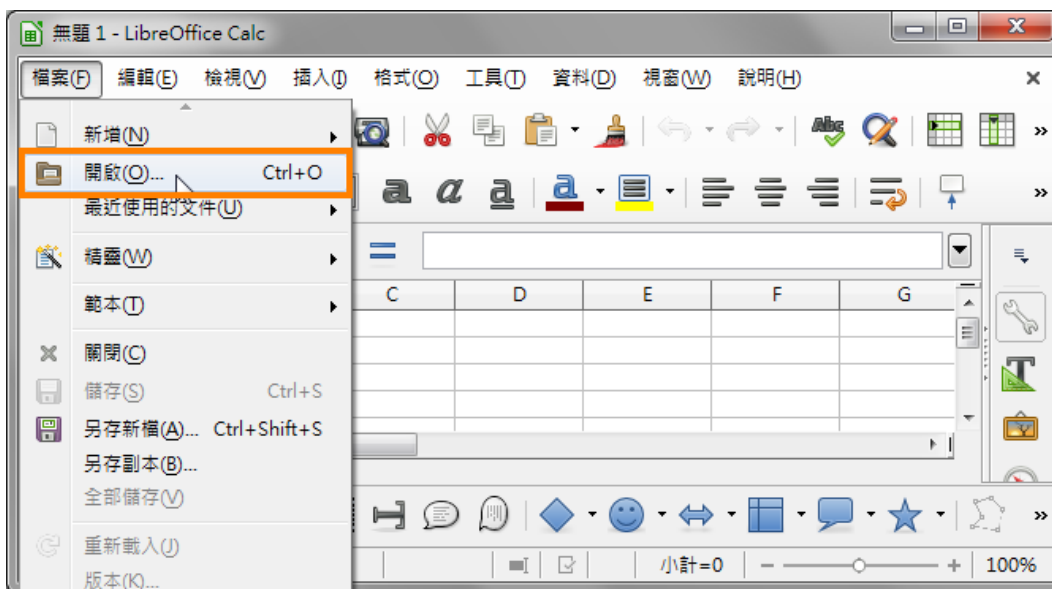 無題 1 - LibreOffice Calc
檔案(F) 編輯(E) 檢視(V) 插入(I) 格式(O) 工具(T) 資料(D) 視窗(W) 說明(H)
新增(N)
Abc
開啟(O)... Ctrl+O
a a a a
最近使用的文件(U)
精靈(W)
範本(T)
C D E F G
關閉(C)
儲存(S) Ctrl+S
另存新檔(A)... Ctrl+Shift+S
另存副本(B)...
全部儲存(V)
重新載入(J)
小計=0 100%
版本(K)...